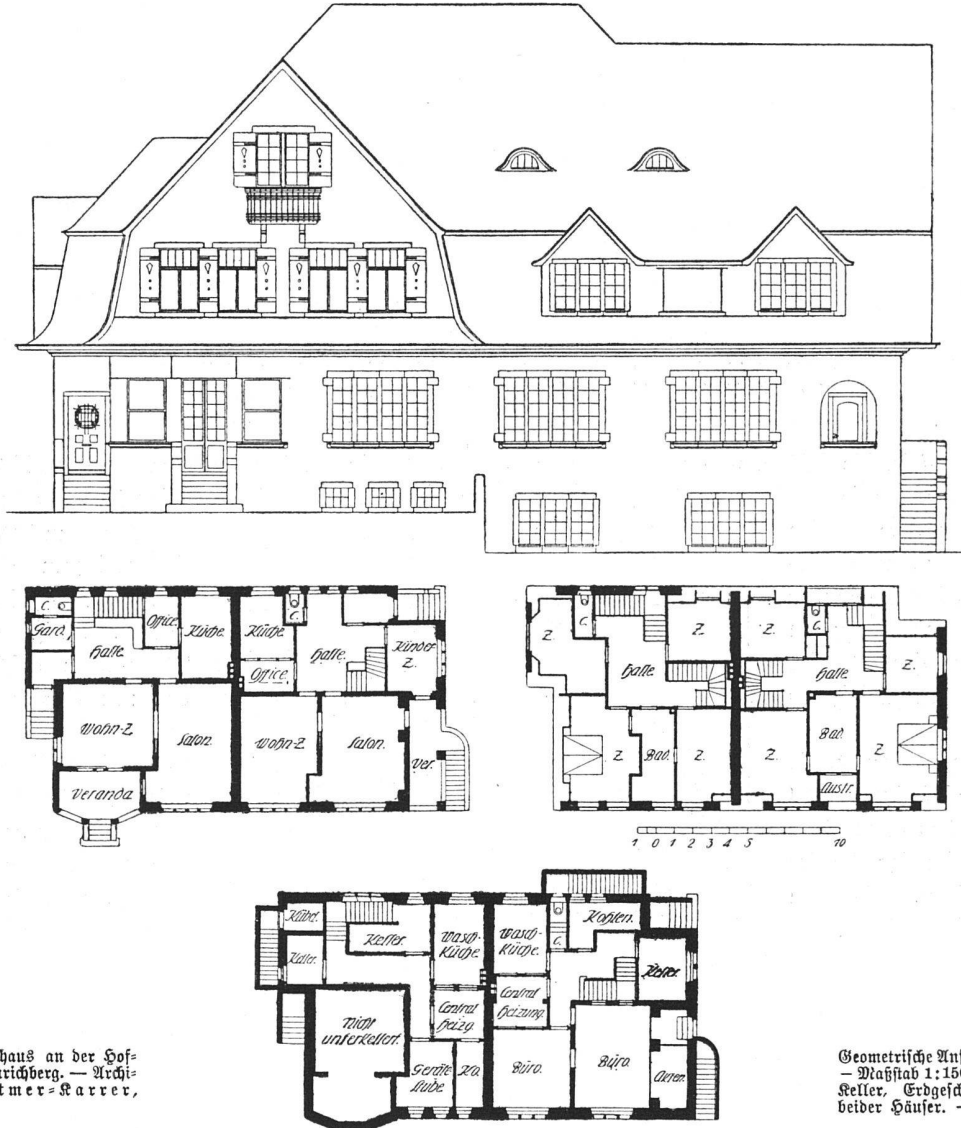 C.
Gard.
Halle.
Office.
Küche.
Wohn-Z.
Salon.
Veranda
Küche.
C.
Office.
Halle.
Kinder
Z.
Wohn-Z.
Salon.
Ver.
Z.
C.
Halle.
Z.
Z.
Bad.
Z.
Z.
C.
Halle.
Z.
Z.
Bad.
Austr.
Z.
1 0 1 2 3 4 5 10
Kübel.
Keller.
Keller.
Wasch-
Küche.
Central
Heizg.
Nicht
unterkellert.
Geräte
Stube.
Ko.
Wasch-
Küche.
C.
Kohlen.
Central
Heizung.
Keller.
Büro.
Büro.
haus an der Hof=
richberg. — Archi=
tmer=Karrer,
Geometrische Anf
— Maßstab 1:15
Keller, Erdgesch
beider Häuser. —